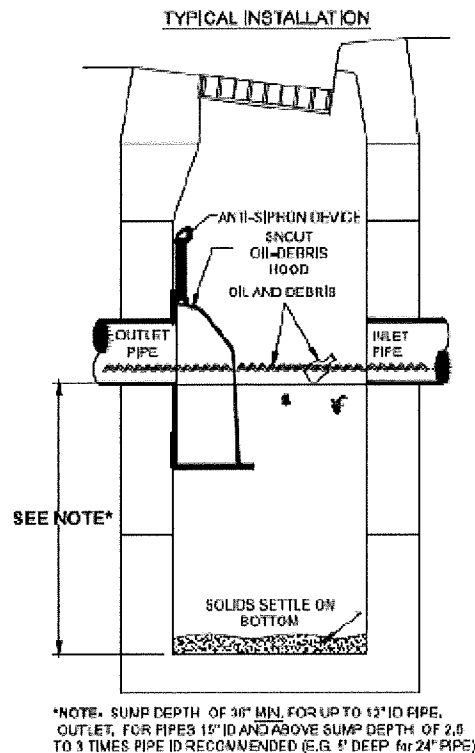 TYPICAL INSTALLATION
ANTI-SIPHON DEVICE
SNOUT
OIL-DEBRIS
HOOD
OIL AND DEBRIS
OUTLET
PIPE
INLET
PIPE
SEE NOTE*
SOLIDS SETTLE ON
BOTTOM
*NOTE- SUMP DEPTH OF 36" MIN. FOR UP TO 12" ID PIPE.
OUTLET, FOR PIPES 15" ID AND ABOVE SUMP DEPTH OF 2.5
TO 3 TIMES PIPE ID RECOMMENDED (E.G. 5' DEEP for 24" PIPE)